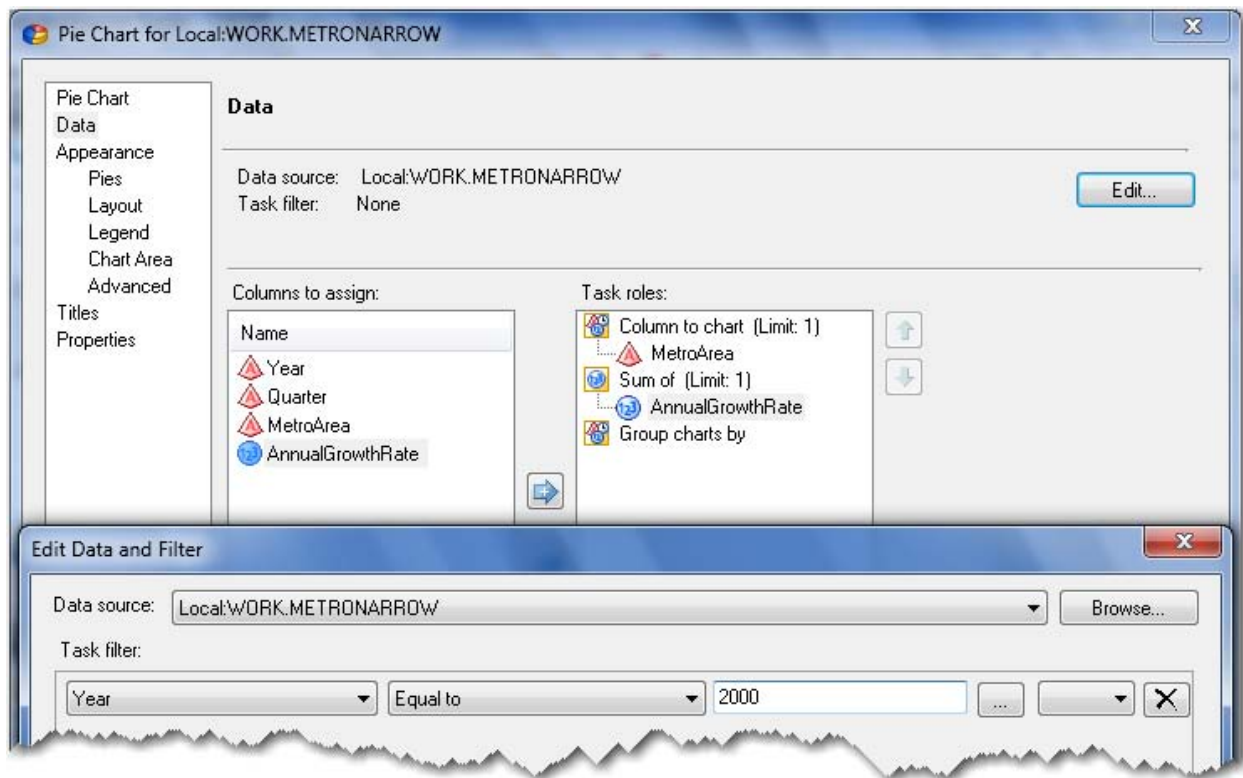 Pie Chart for Local:WORK.METRONARROW
Pie Chart
Data
Appearance
Pies
Layout
Legend
Chart Area
Advanced
Titles
Properties
Data
Data source: Local:WORK.METRONARROW
Task filter: None
Edit...
Columns to assign:
Name
Year
Quarter
MetroArea
AnnualGrowthRate
Task roles:
Column to chart (Limit: 1)
MetroArea
Sum of (Limit: 1)
AnnualGrowthRate
Group charts by
Edit Data and Filter
Data source: Local:WORK.METRONARROW
Browse...
Task filter:
Year Equal to 2000 ...